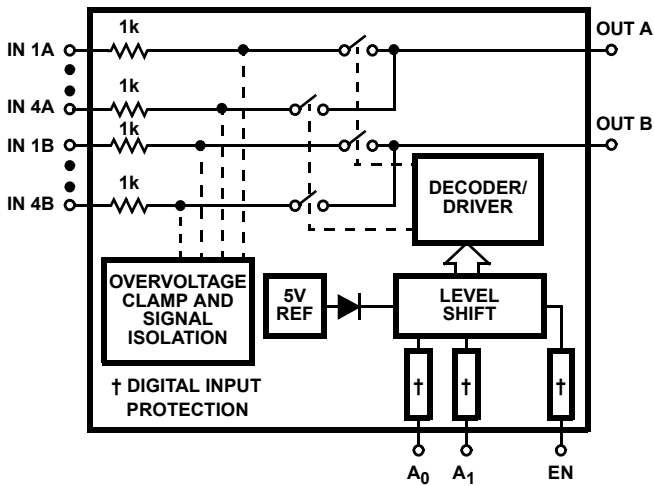 1k
IN 1A
OUT A
1k
IN 4A
1k
IN 1B
OUT B
1k
IN 4B
DECODER/
DRIVER
OVERVOLTAGE
CLAMP AND
SIGNAL
ISOLATION
5V
REF
LEVEL
SHIFT
† DIGITAL INPUT
PROTECTION
† † †
A0 A1 EN